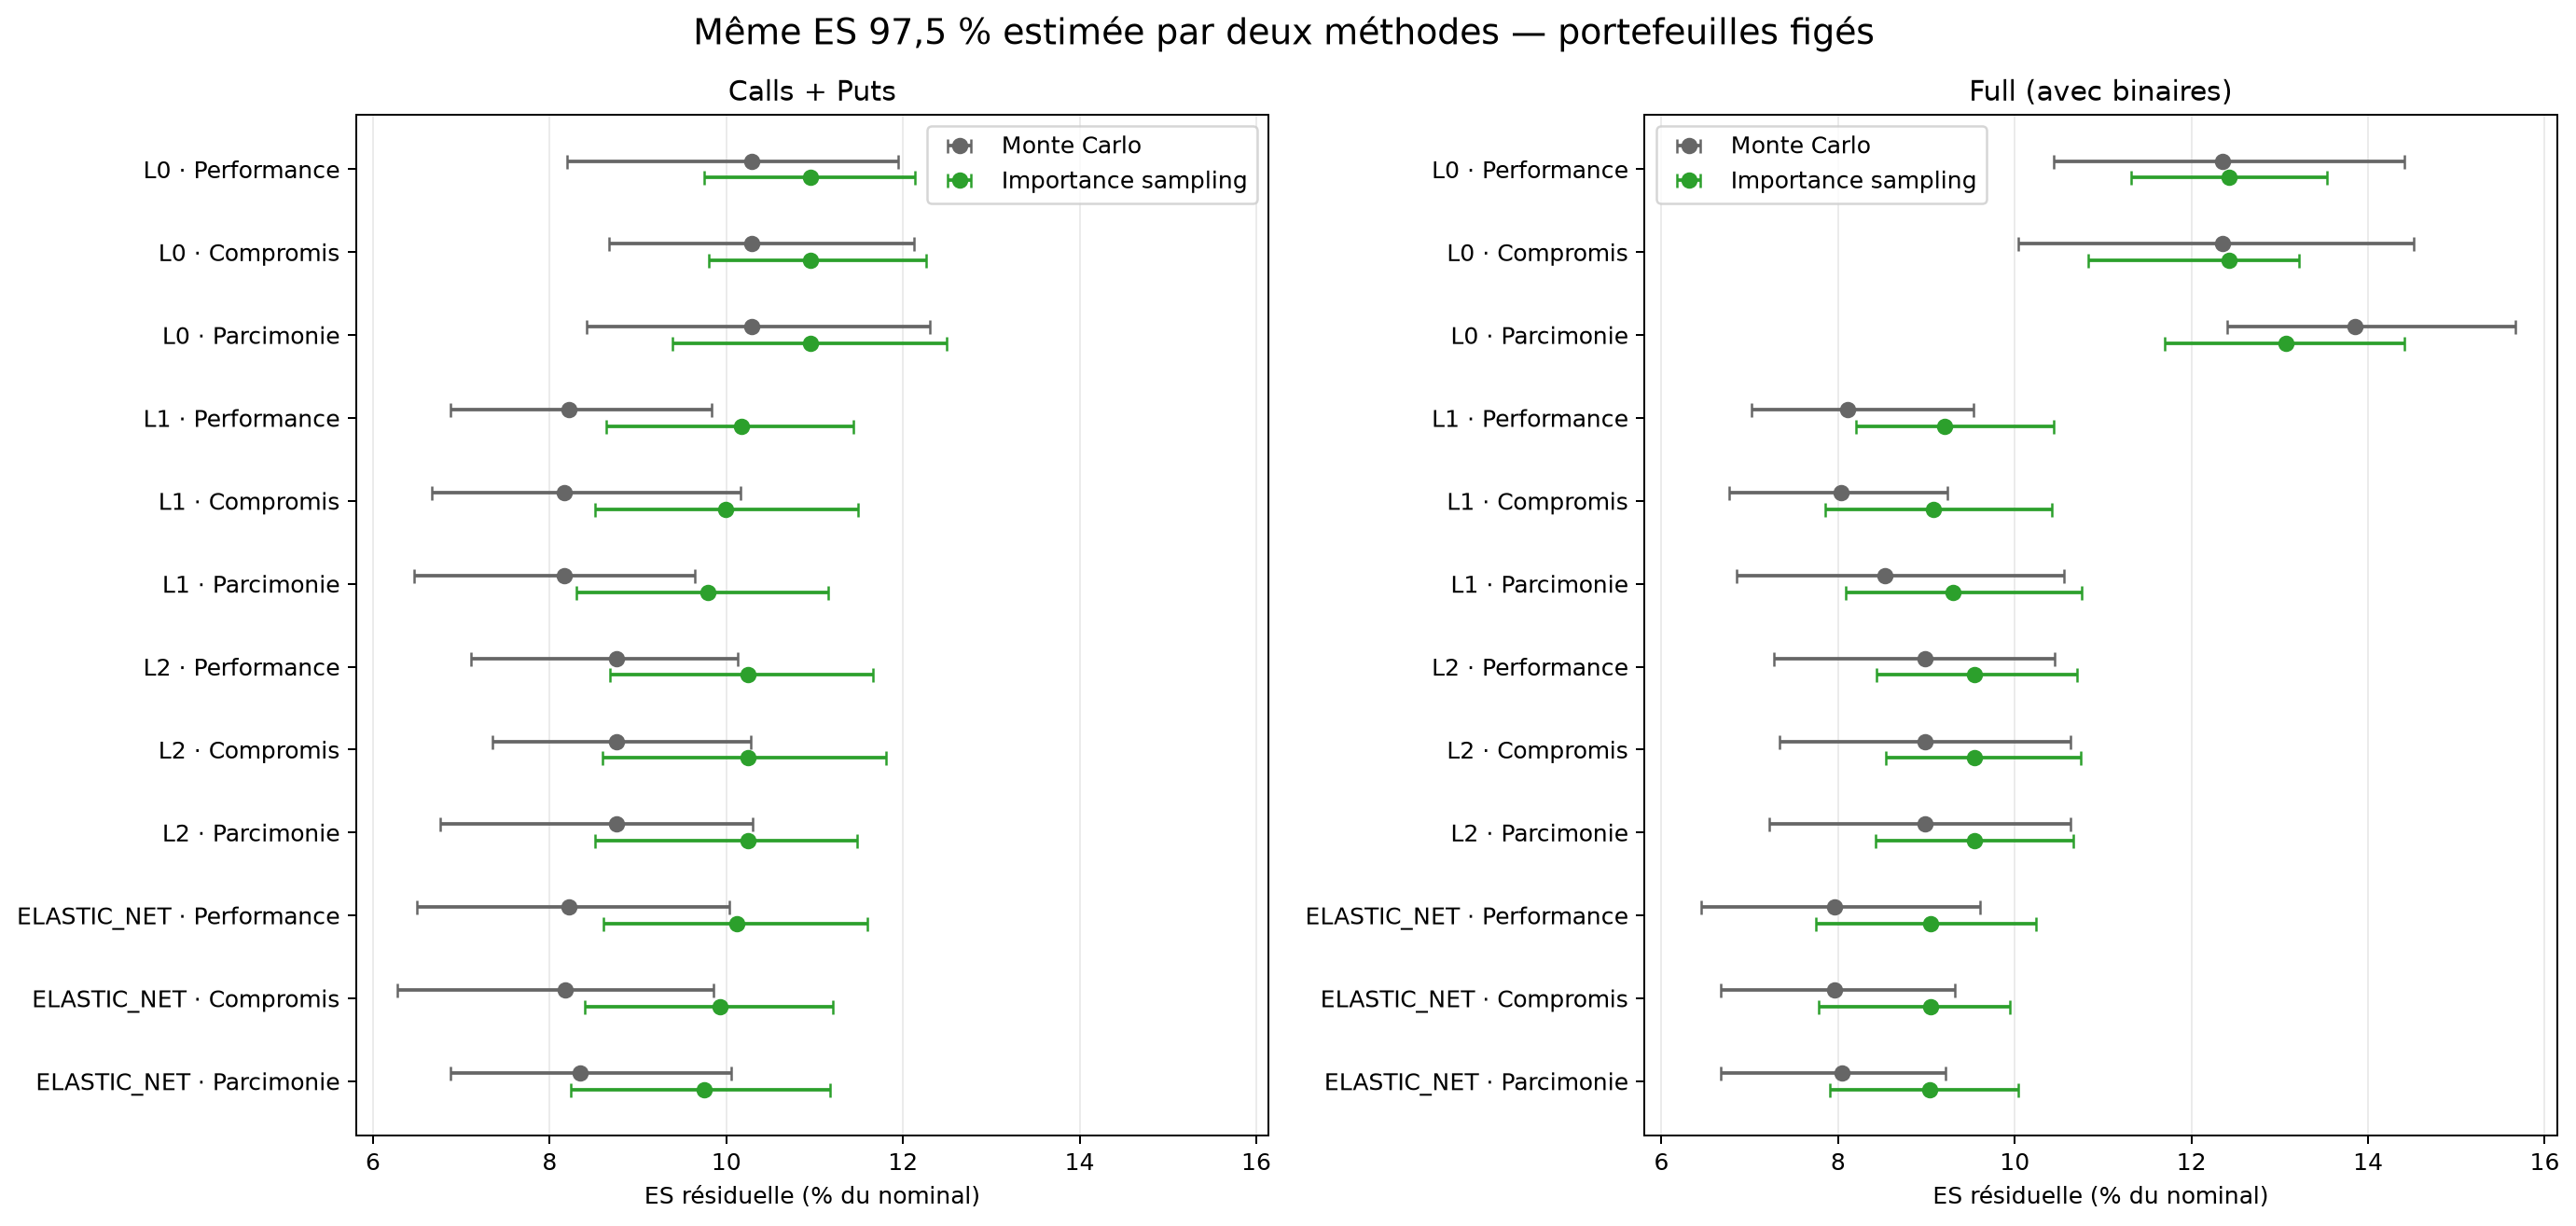 Même ES 97,5 % estimée par deux méthodes — portefeuilles figés
Calls + Puts
Monte Carlo
Importance sampling
L0 · Performance
L0 · Compromis
L0 · Parcimonie
L1 · Performance
L1 · Compromis
L1 · Parcimonie
L2 · Performance
L2 · Compromis
L2 · Parcimonie
ELASTIC_NET · Performance
ELASTIC_NET · Compromis
ELASTIC_NET · Parcimonie
6 8 10 12 14 16
ES résiduelle (% du nominal)
Full (avec binaires)
Monte Carlo
Importance sampling
L0 · Performance
L0 · Compromis
L0 · Parcimonie
L1 · Performance
L1 · Compromis
L1 · Parcimonie
L2 · Performance
L2 · Compromis
L2 · Parcimonie
ELASTIC_NET · Performance
ELASTIC_NET · Compromis
ELASTIC_NET · Parcimonie
6 8 10 12 14 16
ES résiduelle (% du nominal)